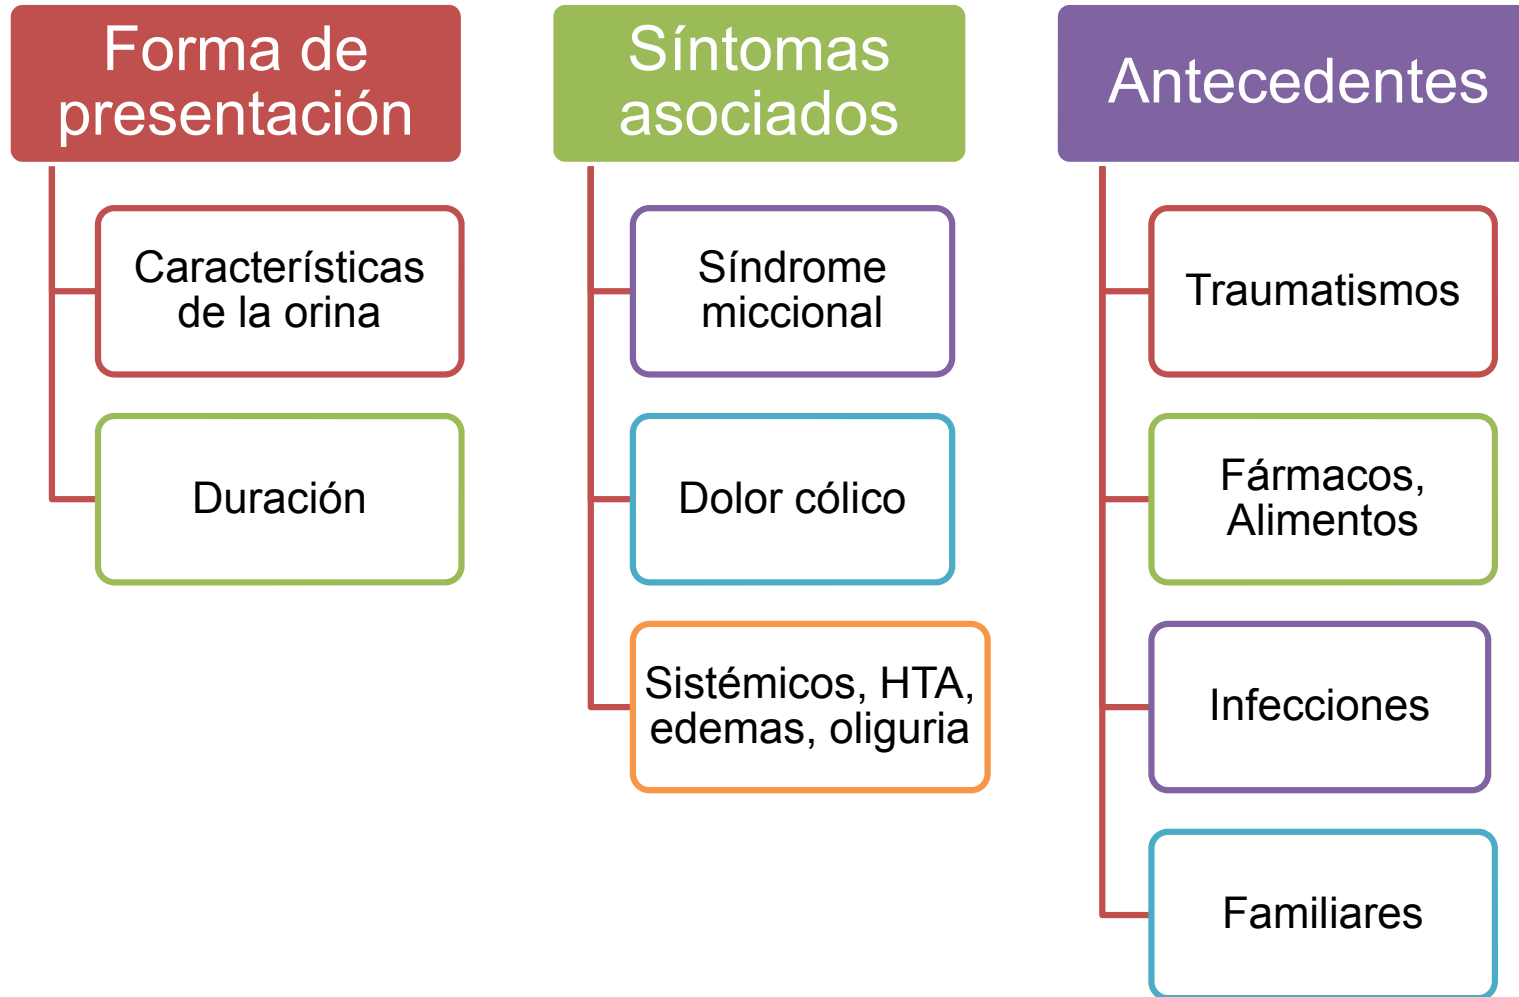 Forma de
presentación
Características
de la orina
Duración
Síntomas
asociados
Síndrome
miccional
Dolor cólico
Sistémicos, HTA,
edemas, oliguria
Antecedentes
Traumatismos
Fármacos,
Alimentos
Infecciones
Familiares